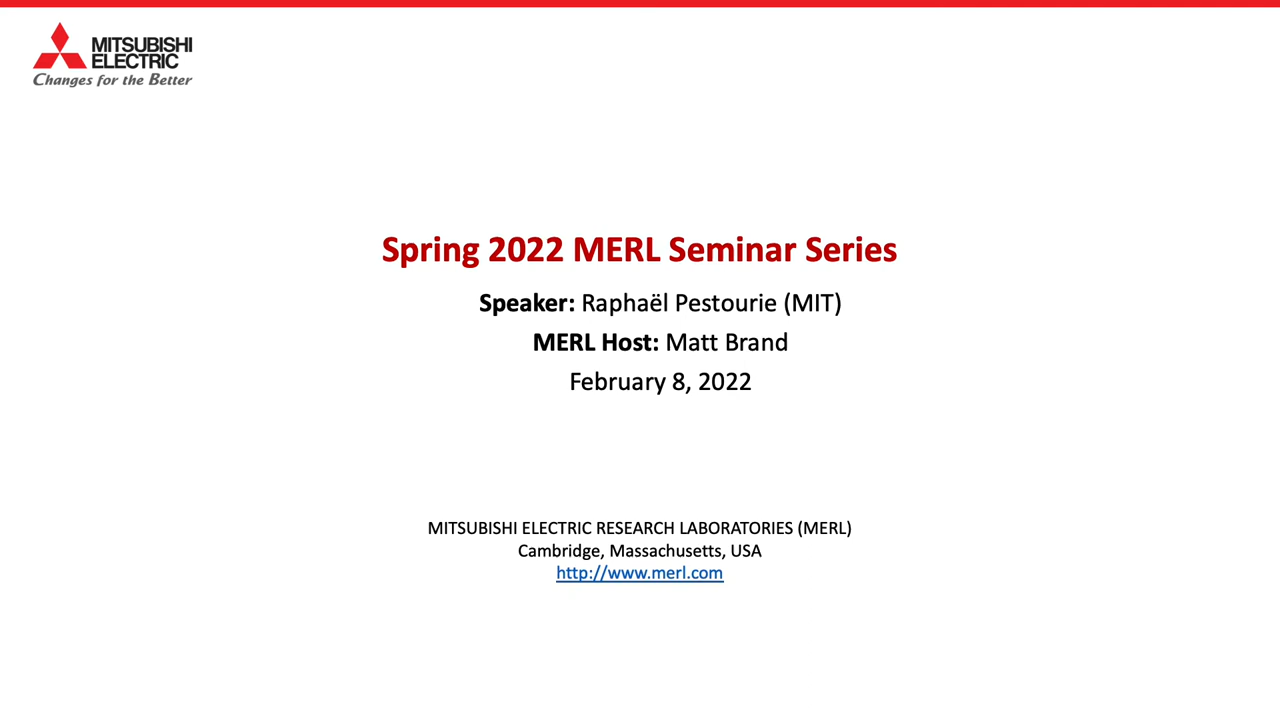 MITSUBISHI
ELECTRIC
Changes for the Better
Spring 2022 MERL Seminar Series
Speaker: Raphaël Pestourie (MIT)
MERL Host: Matt Brand
February 8, 2022
MITSUBISHI ELECTRIC RESEARCH LABORATORIES (MERL)
Cambridge, Massachusetts, USA
http://www.merl.com